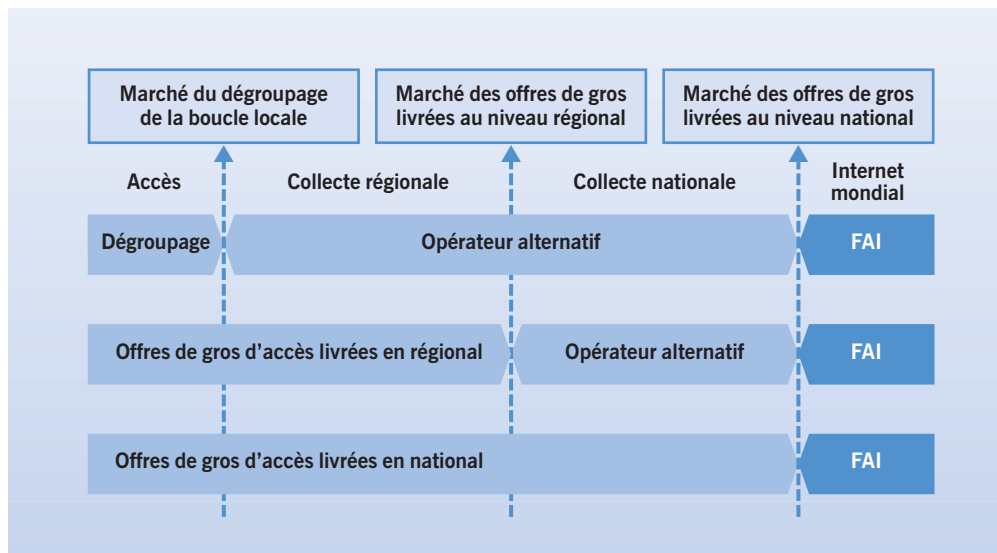 Marché du dégroupage
de la boucle locale
Marché des offres de gros
livrées au niveau régional
Marché des offres de gros
livrées au niveau national
Accès
Collecte régionale
Collecte nationale
Internet
mondial
Dégroupage
Opérateur alternatif
FAI
Offres de gros d’accès livrées en régional
Opérateur alternatif
FAI
Offres de gros d’accès livrées en national
FAI